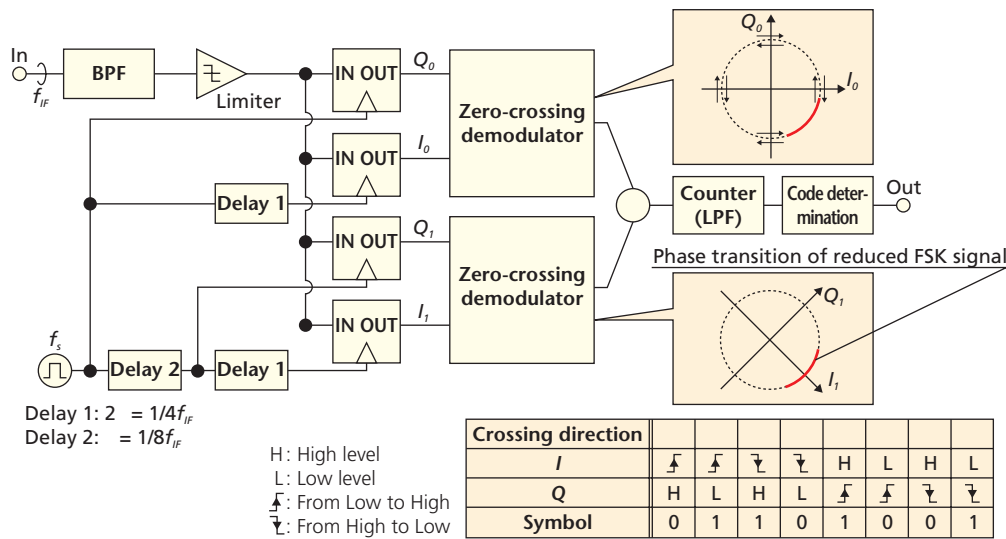 In
f_IF
BPF
Limiter
IN OUT
Q_0
Zero-crossing
demodulator
Q_0
I_0
IN OUT
I_0
Delay 1
IN OUT
Q_1
Zero-crossing
demodulator
Counter
(LPF)
Code deter-
mination
Out
Phase transition of reduced FSK signal
Q_1
I_1
IN OUT
I_1
f_s
Delay 2
Delay 1
Delay 1: 2 = 1/4f_IF
Delay 2: = 1/8f_IF
H: High level
L: Low level
: From Low to High
: From High to Low
Crossing direction
I H L H L
Q H L H L
Symbol 0 1 1 0 1 0 0 1